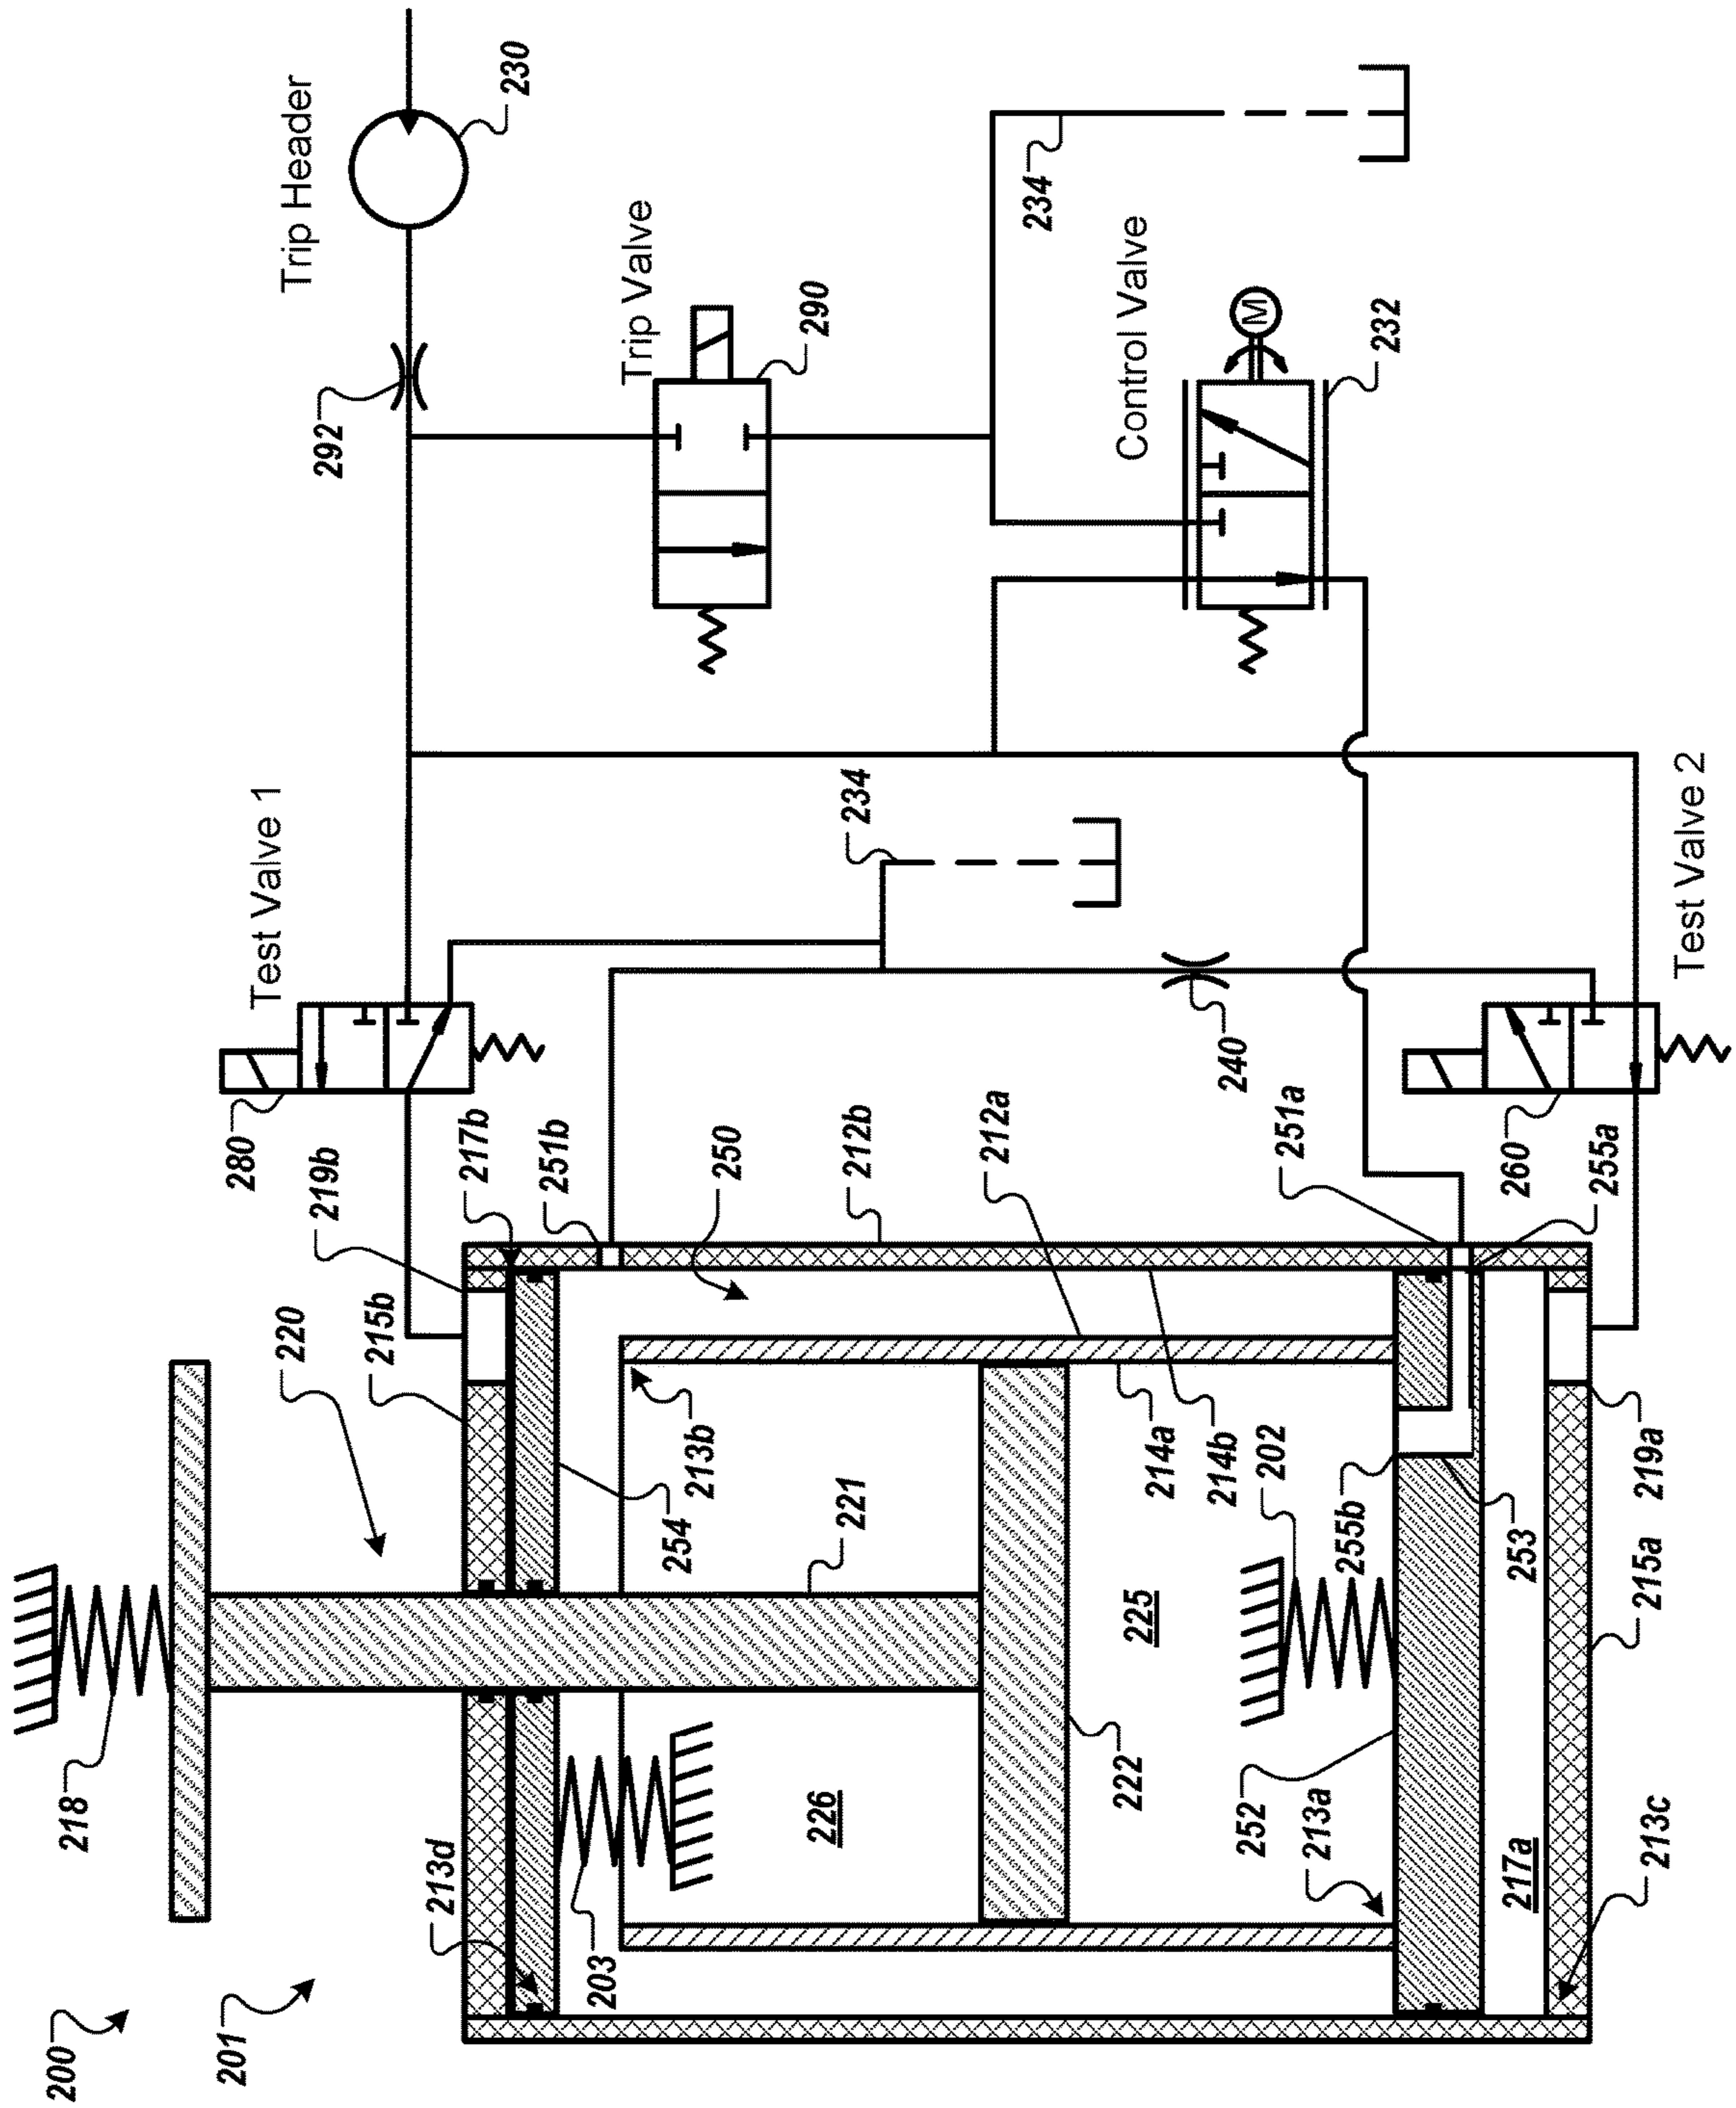 200
218
201
280
Test Valve 1
Trip Header
219b
292
215b
213d
220
217b
230
251b
203
Trip Valve
254
213b
250
290
226
221
234
212b
212a
234
222
225
Control Valve
214a
214b
240
M
252
202
251a
213a
255b
232
217a
253
260
255a
213c
215a
219a
Test Valve 2